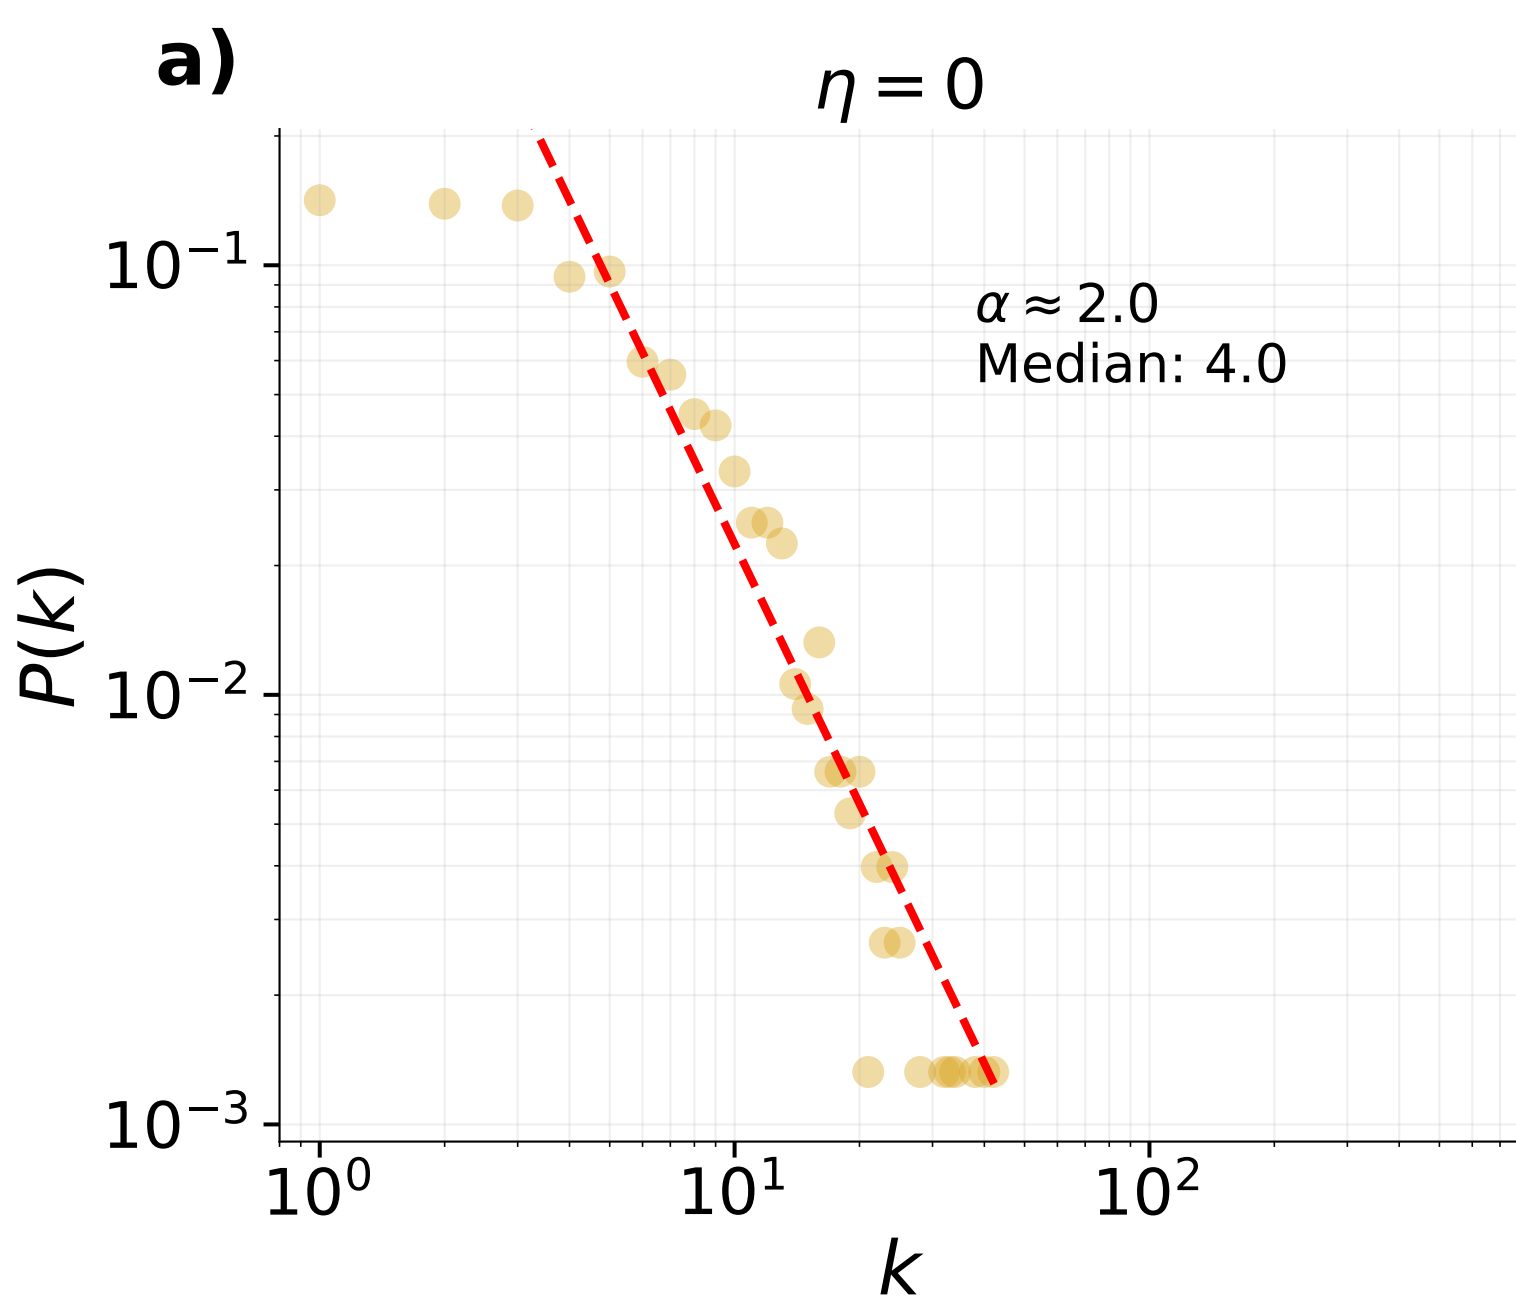 a)
η = 0
10⁻¹
α ≈ 2.0
Median: 4.0
P(k)
10⁻²
10⁻³
10⁰ 10¹ 10²
k